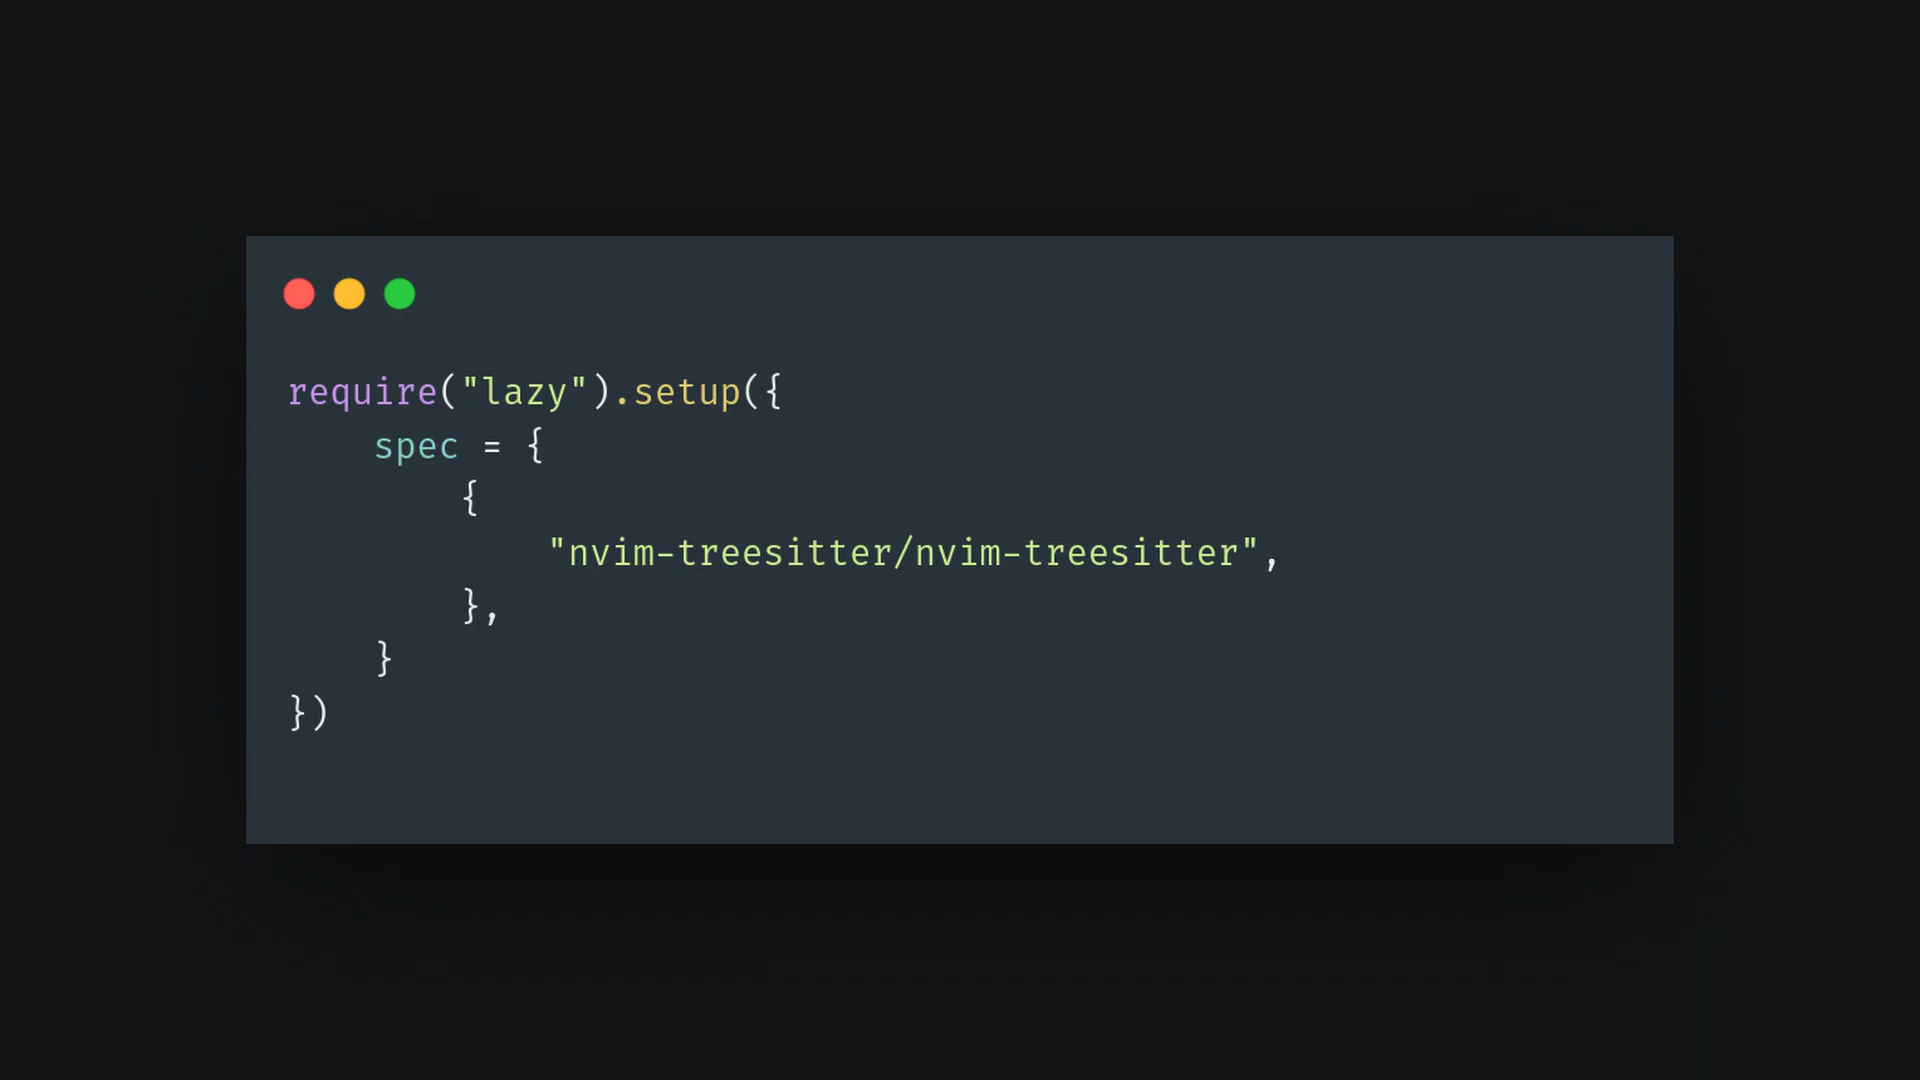 require("lazy").setup({
    spec = {
        {
            "nvim-treesitter/nvim-treesitter",
        },
    }
})